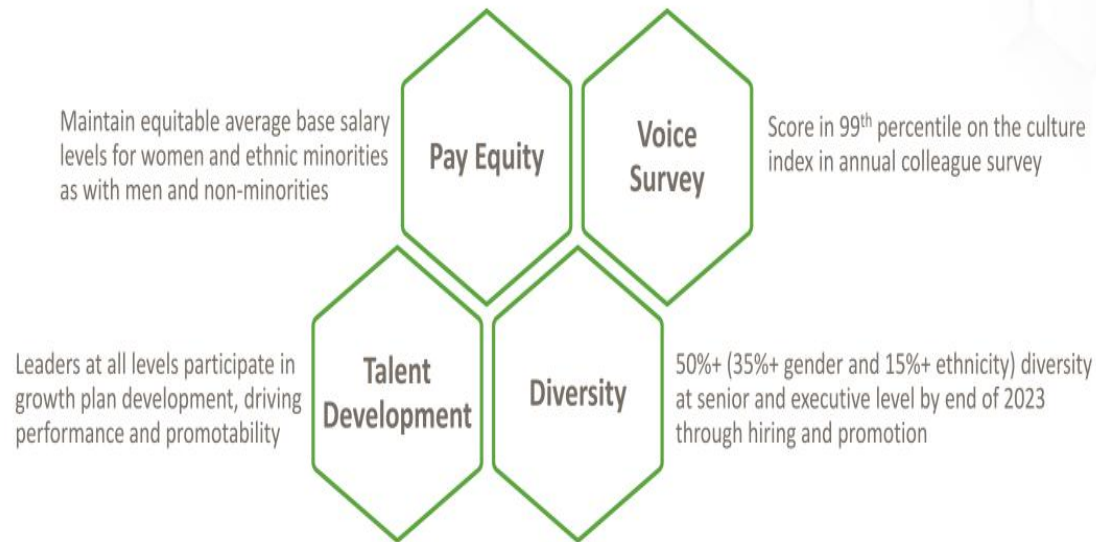 Maintain equitable average base salary
levels for women and ethnic minorities
as with men and non-minorities
Pay Equity
Voice
Survey
Score in 99th percentile on the culture
index in annual colleague survey
Leaders at all levels participate in
growth plan development, driving
performance and promotability
Talent
Development
Diversity
50%+ (35%+ gender and 15%+ ethnicity) diversity
at senior and executive level by end of 2023
through hiring and promotion